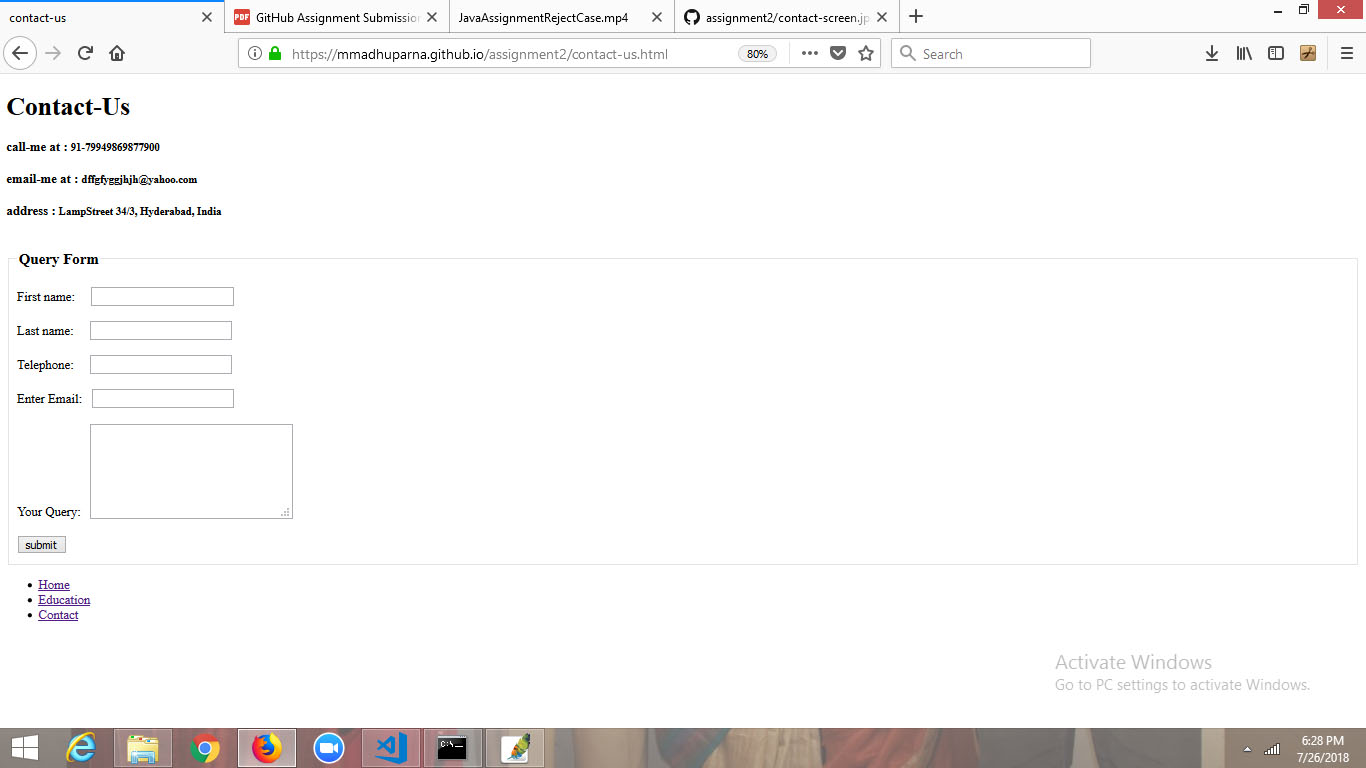 contact-us
PDF GitHub Assignment Submission
JavaAssignmentRejectCase.mp4
assignment2/contact-screen.jp
https://mmadhuparna.github.io/assignment2/contact-us.html
80%
Search
Contact-Us
call-me at : 91-79949869877900
email-me at : dffgfyggjhjh@yahoo.com
address : LampStreet 34/3, Hyderabad, India
Query Form
First name:
Last name:
Telephone:
Enter Email:
Your Query:
submit
Home
Education
Contact
Activate Windows
Go to PC settings to activate Windows.
C:\_
6:28 PM
7/26/2018